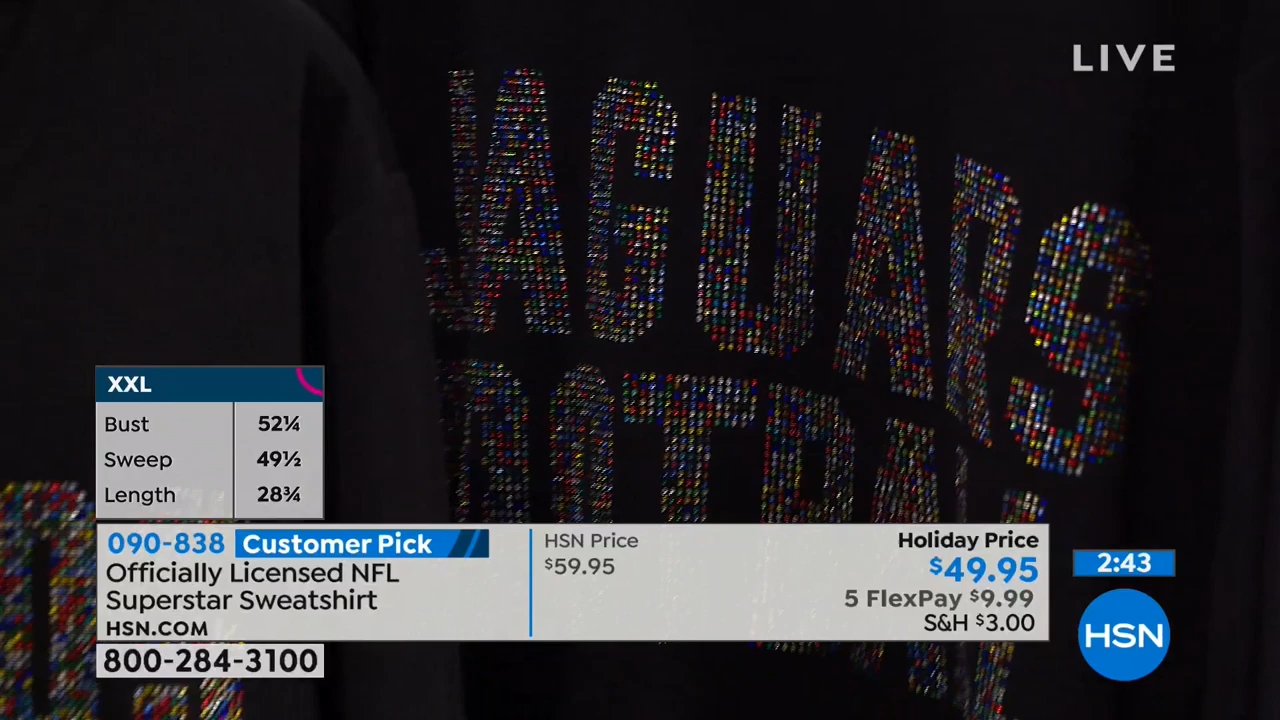 LIVE
JAGUARS
FOOTBALL
XXL
Bust 52¼
Sweep 49½
Length 28¾
090-838 Customer Pick
Officially Licensed NFL
Superstar Sweatshirt
HSN.COM
800-284-3100
HSN Price
$59.95
Holiday Price
$49.95
5 FlexPay $9.99
S&H $3.00
2:43
HSN